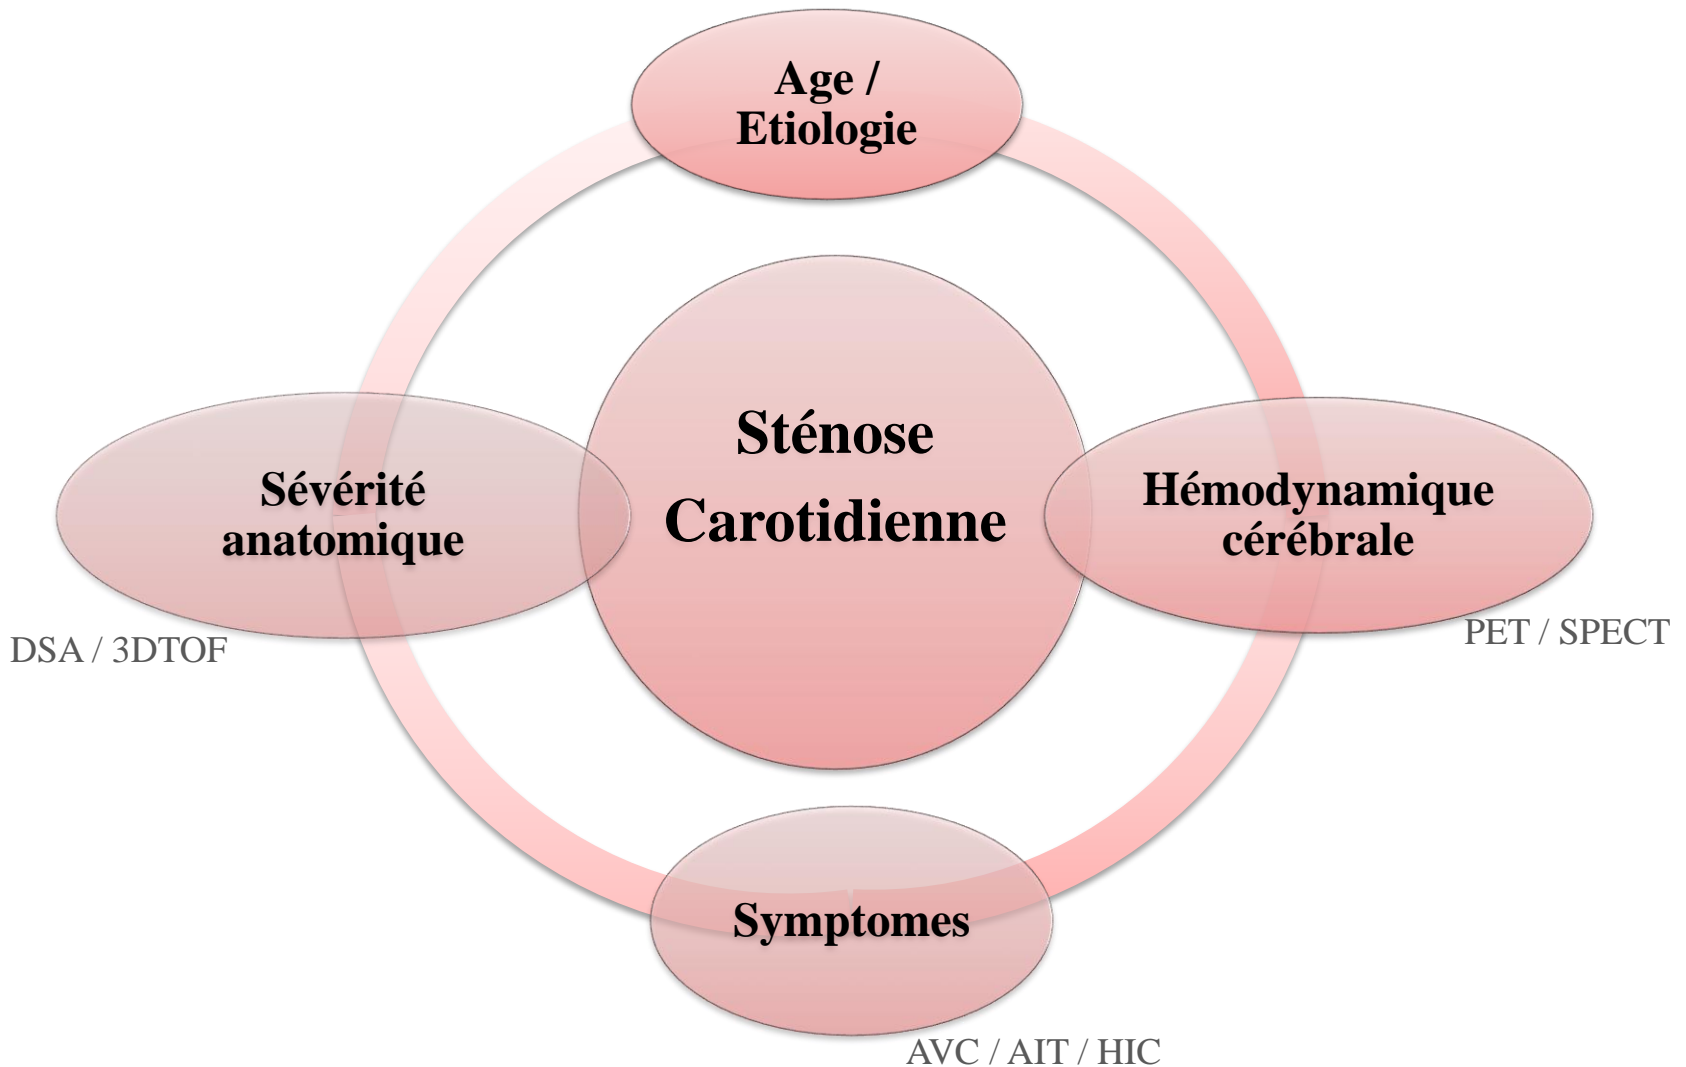 Age /
Etiologie
Sténose
Carotidienne
Sévérité
anatomique
Hémodynamique
cérébrale
DSA / 3DTOF
PET / SPECT
Symptomes
AVC / AIT / HIC